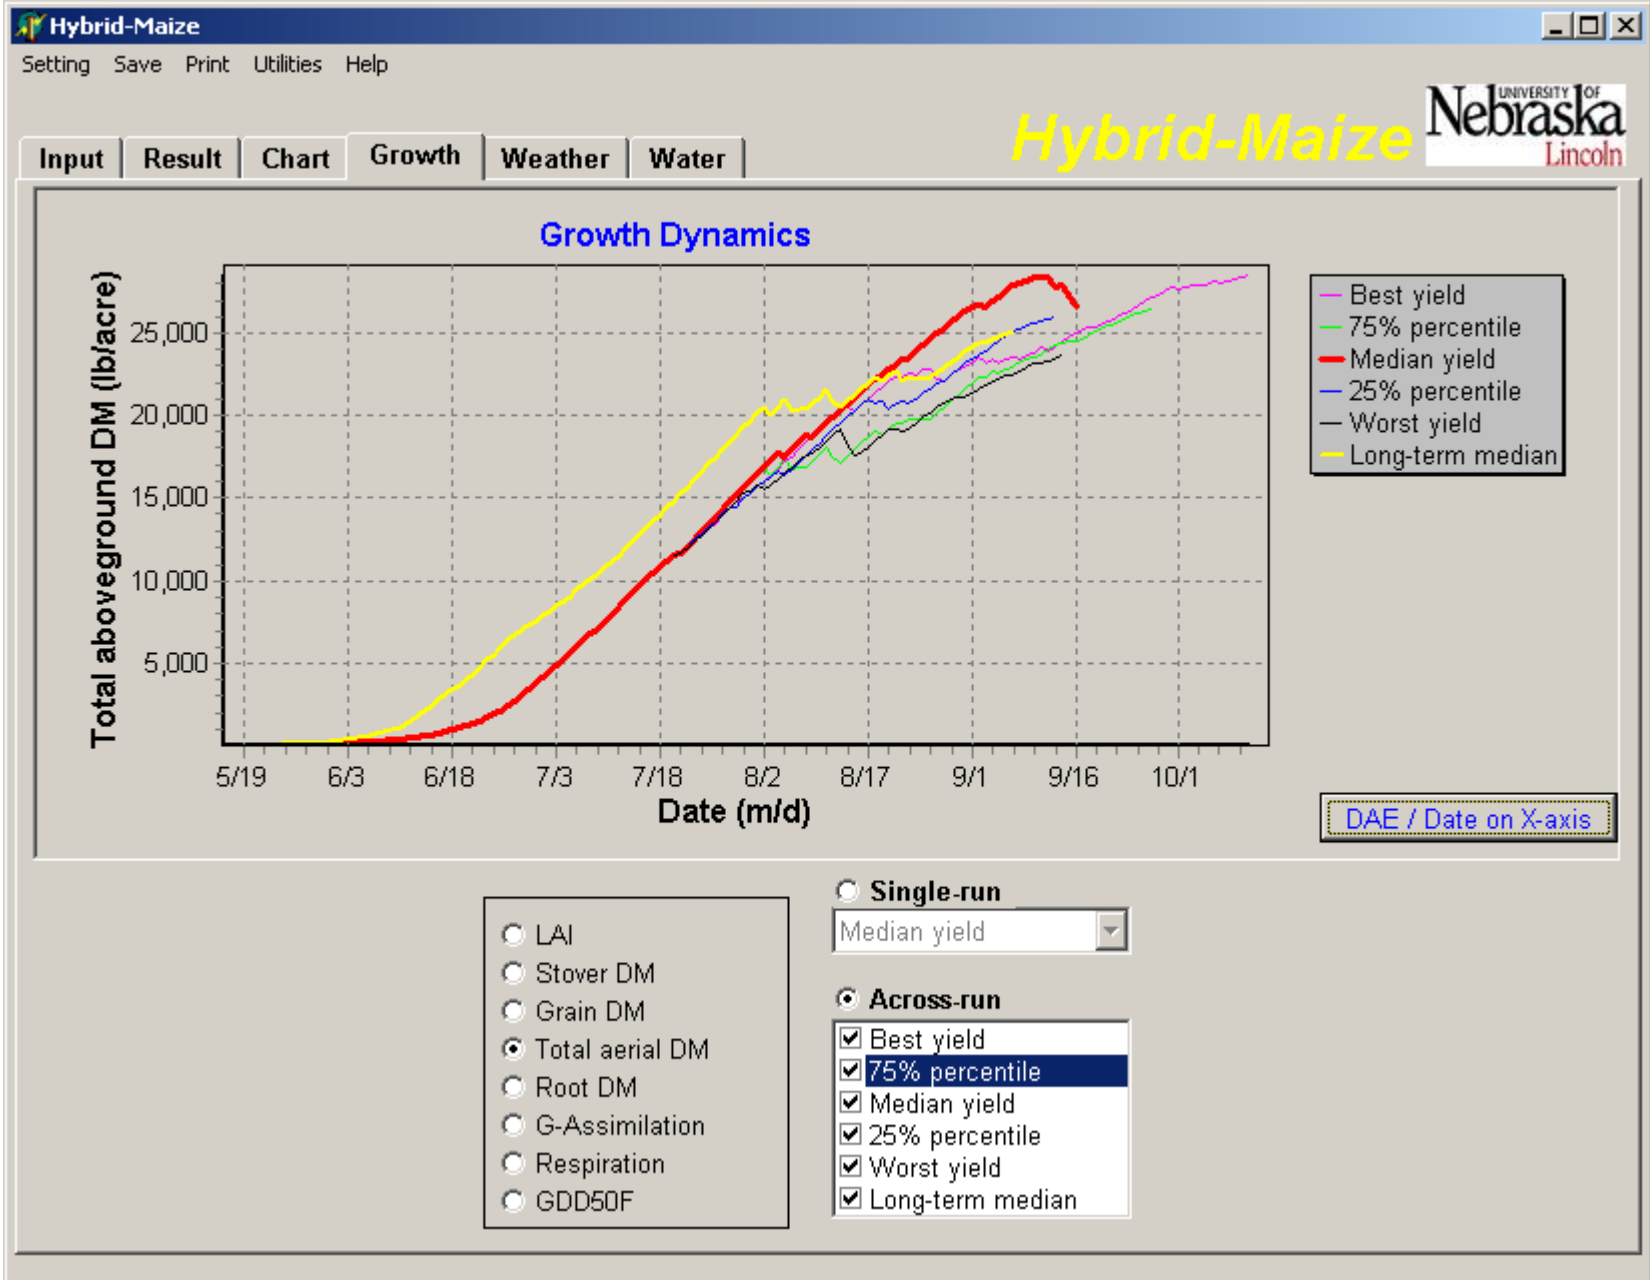 Hybrid-Maize
Setting Save Print Utilities Help
Hybrid-Maize
UNIVERSITY OF
Nebraska
Lincoln
Input Result Chart Growth Weather Water
Growth Dynamics
Total aboveground DM (lb/acre)
25,000
20,000
15,000
10,000
5,000
5/19 6/3 6/18 7/3 7/18 8/2 8/17 9/1 9/16 10/1
Date (m/d)
Best yield
75% percentile
Median yield
25% percentile
Worst yield
Long-term median
DAE / Date on X-axis
LAI
Stover DM
Grain DM
Total aerial DM
Root DM
G-Assimilation
Respiration
GDD50F
Single-run
Median yield
Across-run
Best yield
75% percentile
Median yield
25% percentile
Worst yield
Long-term median